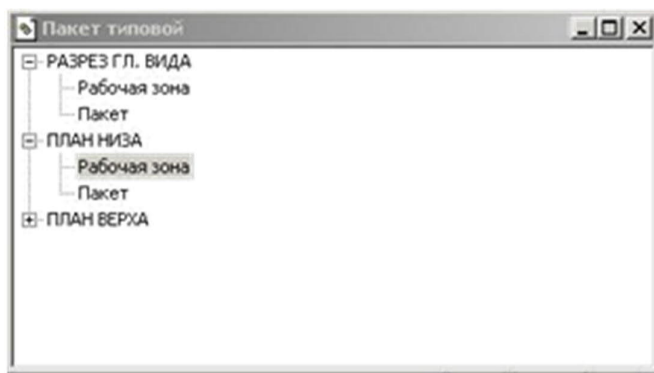 Пакет типовой
РАЗРЕЗ ГЛ. ВИДА
Рабочая зона
Пакет
ПЛАН НИЗА
Рабочая зона
Пакет
ПЛАН ВЕРХА